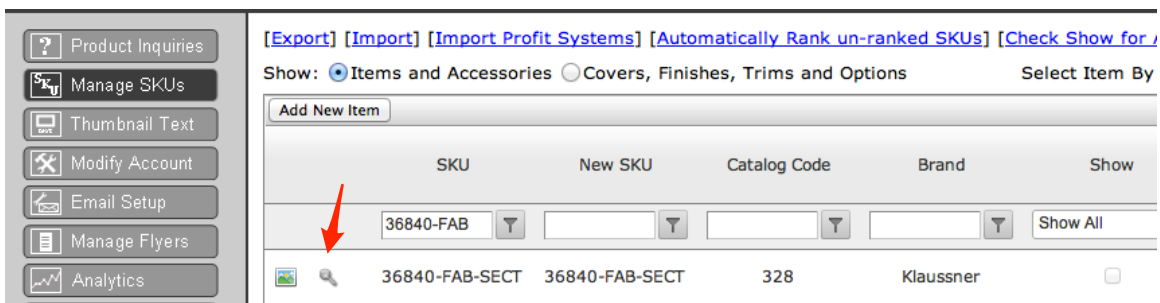 Product Inquiries
SKU Manage SKUs
Thumbnail Text
Modify Account
Email Setup
Manage Flyers
Analytics
[Export] [Import] [Import Profit Systems] [Automatically Rank un-ranked SKUs] [Check Show for
Show: Items and Accessories Covers, Finishes, Trims and Options Select Item By
Add New Item
SKU New SKU Catalog Code Brand Show
36840-FAB Show All
36840-FAB-SECT 36840-FAB-SECT 328 Klaussner